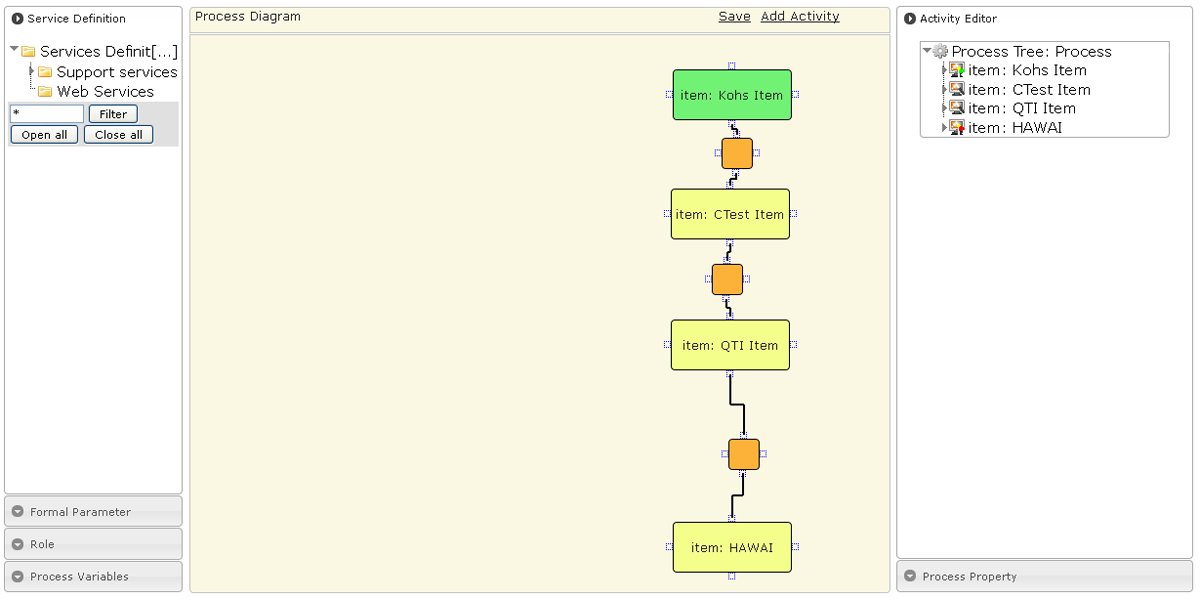 Service Definition
Services Definit[...]
Support services
Web Services
*
Filter
Open all
Close all
Formal Parameter
Role
Process Variables
Process Diagram
Save
Add Activity
item: Kohs Item
item: CTest Item
item: QTI Item
item: HAWAI
Activity Editor
Process Tree: Process
item: Kohs Item
item: CTest Item
item: QTI Item
item: HAWAI
Process Property